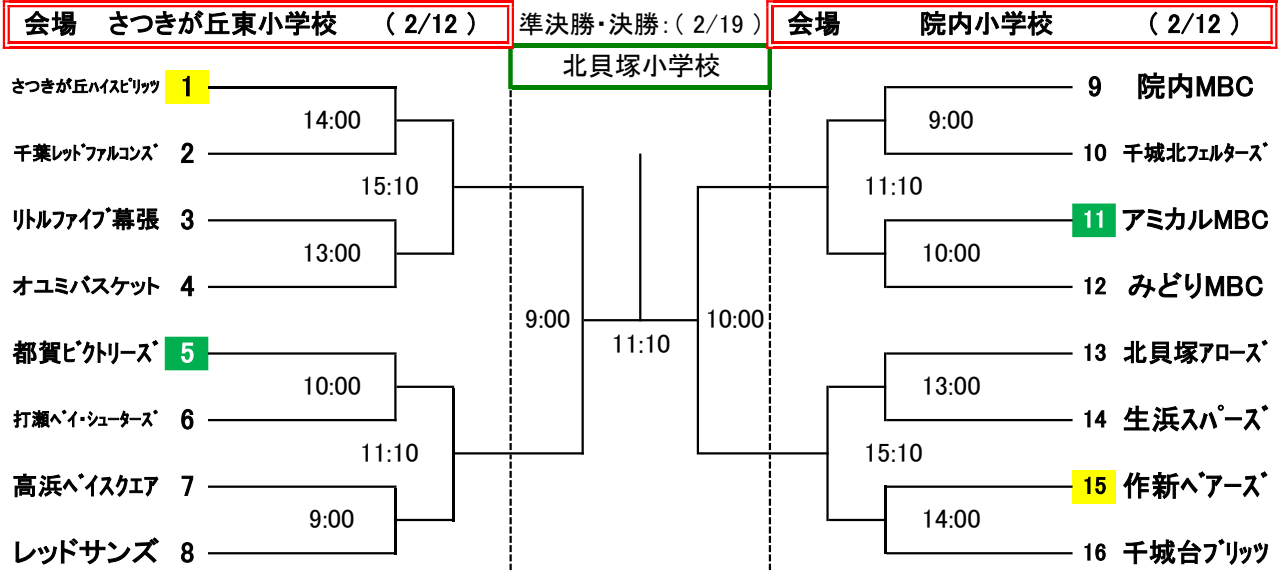 会場　さつきが丘東小学校　( 2/12 )
準決勝・決勝:( 2/19 )
北貝塚小学校
会場　院内小学校　( 2/12 )
さつきが丘ﾊｲｽﾋﾟﾘｯﾂ 1
14:00
千葉ﾚｯﾄﾞﾌｧﾙｺﾝｽﾞ 2
15:10
ﾘﾄﾙﾌｧｲﾌﾞ幕張 3
13:00
オユミバスケット 4
都賀ﾋﾞｸﾄﾘｰｽﾞ 5
10:00
打瀬ﾍﾞｲ・ｼｭｰﾀｰｽﾞ 6
11:10
高浜ﾍﾞｲｽｸエア 7
9:00
レッドサンズ 8
9:00
11:10
10:00
9 院内MBC
9:00
10 千城北ﾌｪﾙﾀｰｽﾞ
11:10
11 アミカルMBC
10:00
12 みどりMBC
13 北貝塚ｱﾛｰｽﾞ
13:00
14 生浜スパーズ
15:10
15 作新ベアーズ
14:00
16 千城台ﾌﾞﾘｯﾂ